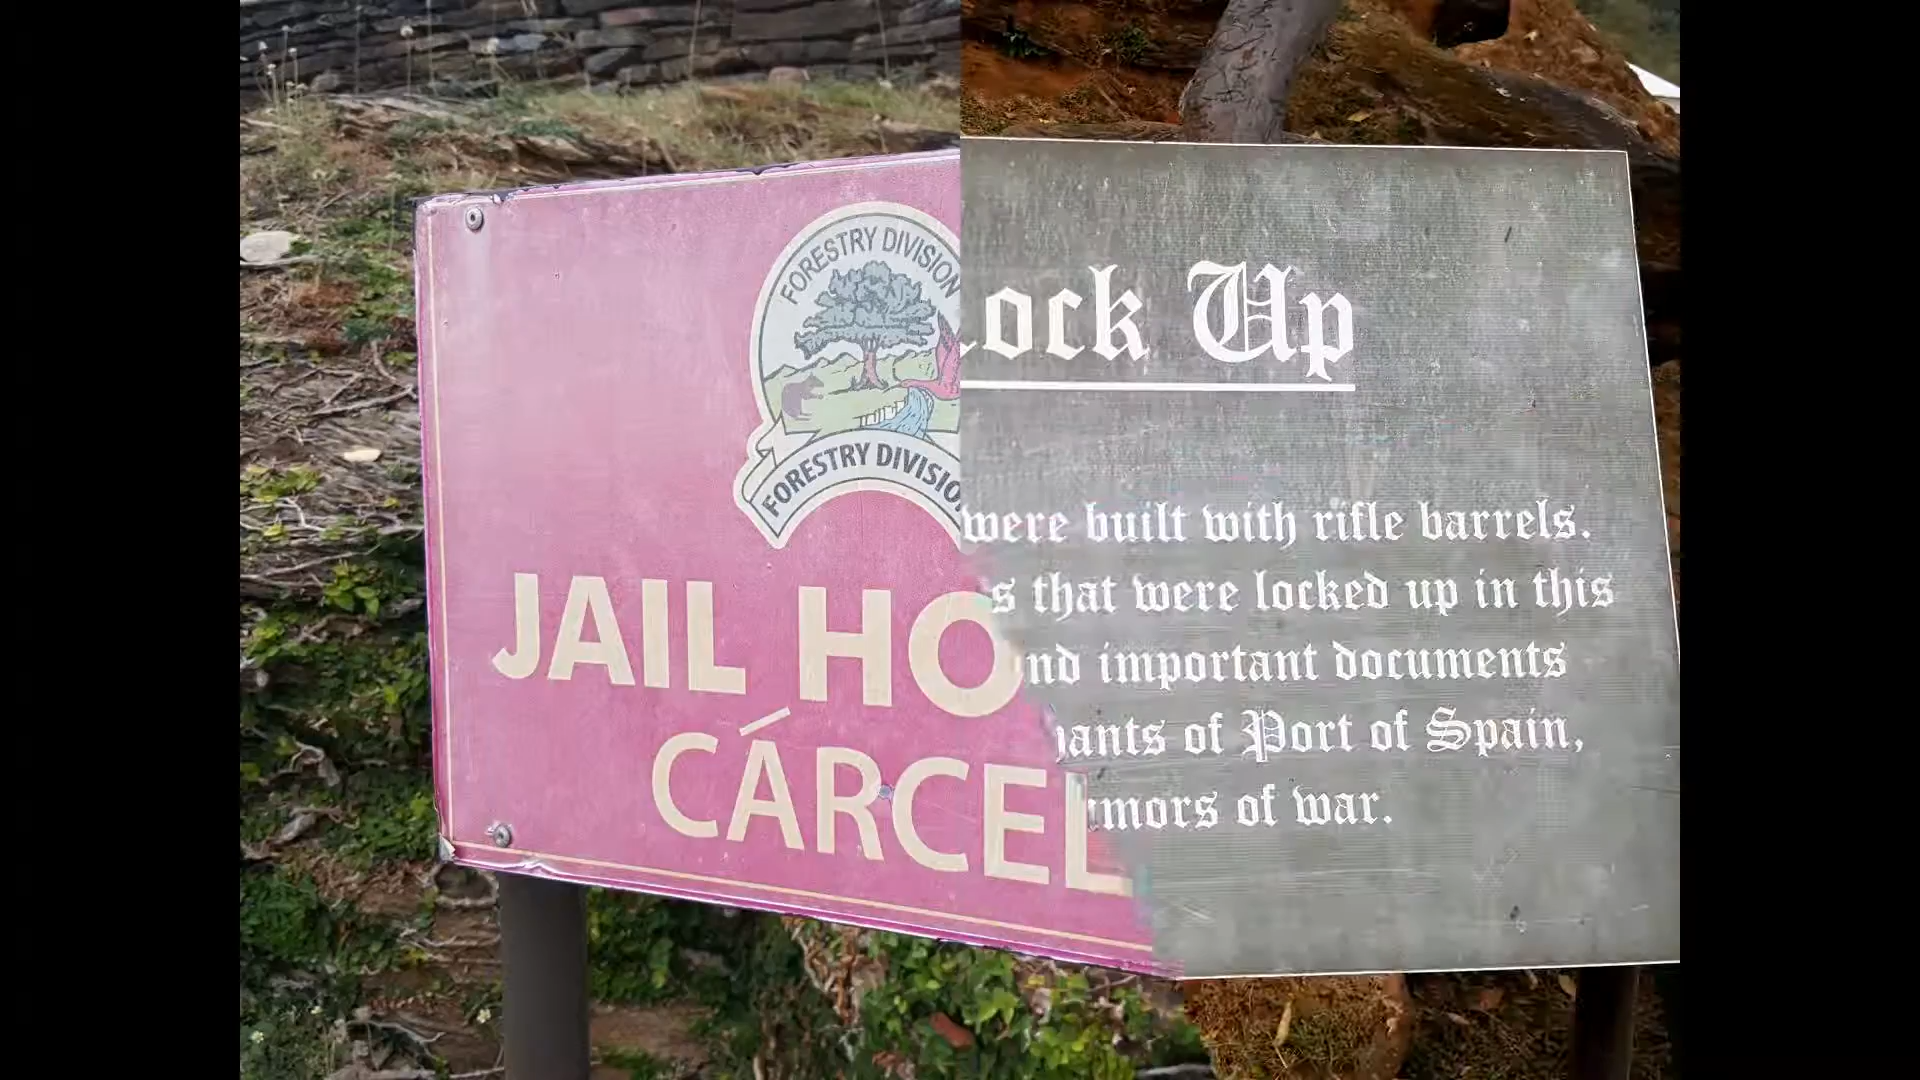 FORESTRY DIVISION
FORESTRY DIVISIO
JAIL HO
CÁRCEL
ock Up
were built with rifle barrels.
s that were locked up in this
nd important documents
ants of Port of Spain,
mors of war.